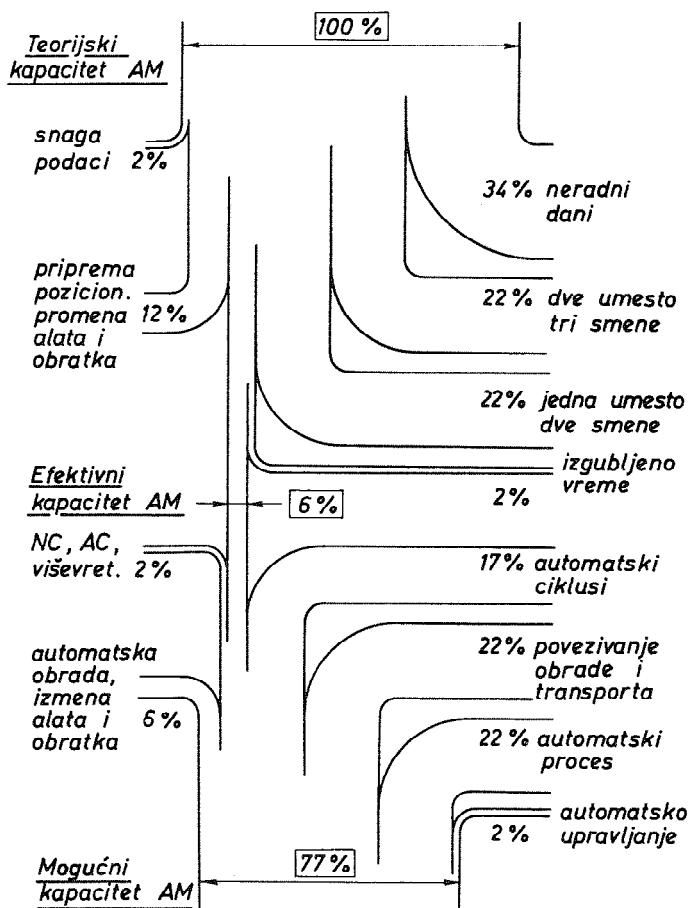 100 %
Teorijski
kapacitet AM
snaga
podaci 2%
34% neradni
dani
priprema
pozicion.
promena 12%
alata i
obratka
22% dve umesto
tri smene
22% jedna umesto
dve smene
izgubljeno
2% vreme
Efektivni
kapacitet AM
6%
NC, AC,
viševret. 2%
17% automatski
ciklusi
automatska
obrada,
izmena
alata i 6%
obratka
22% povezivanje
obrade i
transporta
22% automatski
proces
automatsko
2% upravljanje
Mogućni
kapacitet AM
77%